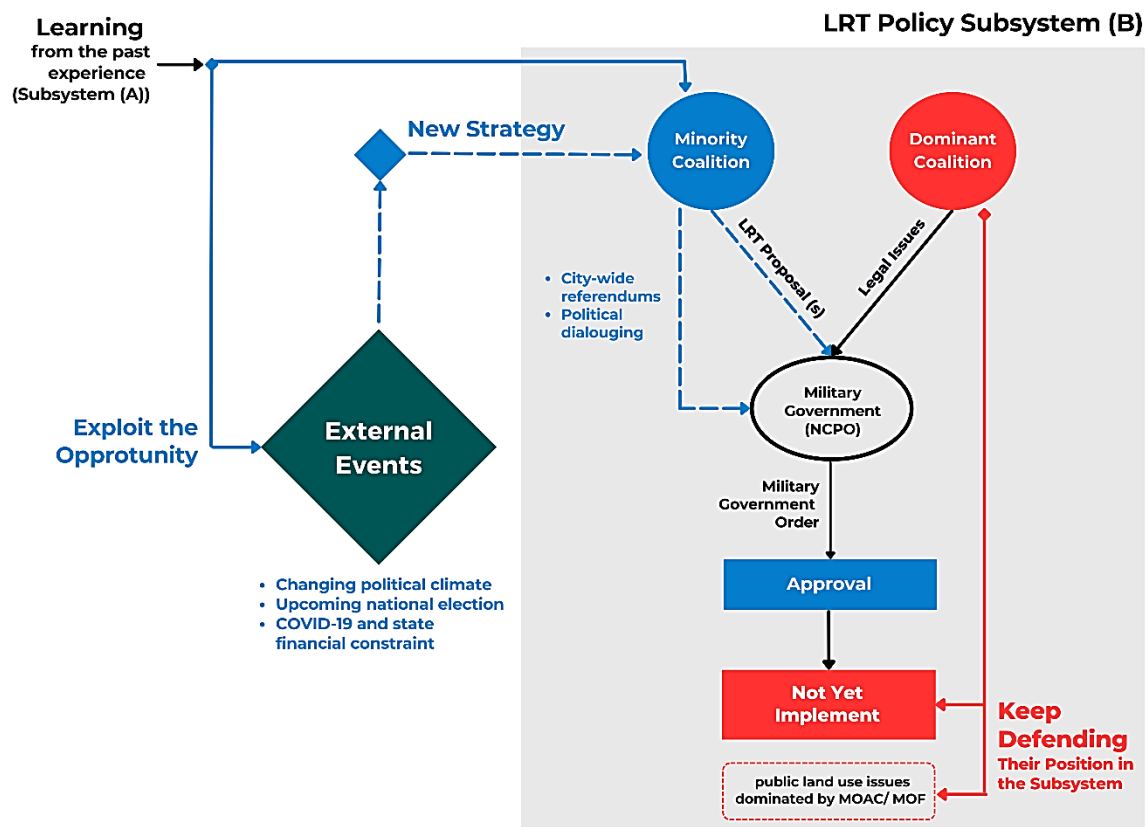 LRT Policy Subsystem (B)
Learning
from the past
experience
(Subsystem (A))
New Strategy
Minority
Coalition
Dominant
Coalition
LRT Proposal (s)
Legal Issues
• City-wide
referendums
• Political
dialouging
Military
Government
(NCPO)
Exploit the
Opprotunity
External
Events
• Changing political climate
• Upcoming national election
• COVID-19 and state
financial constraint
Military
Government
Order
Approval
Not Yet
Implement
Keep
Defending
Their Position in
the Subsystem
public land use issues
dominated by MOAC/ MOF